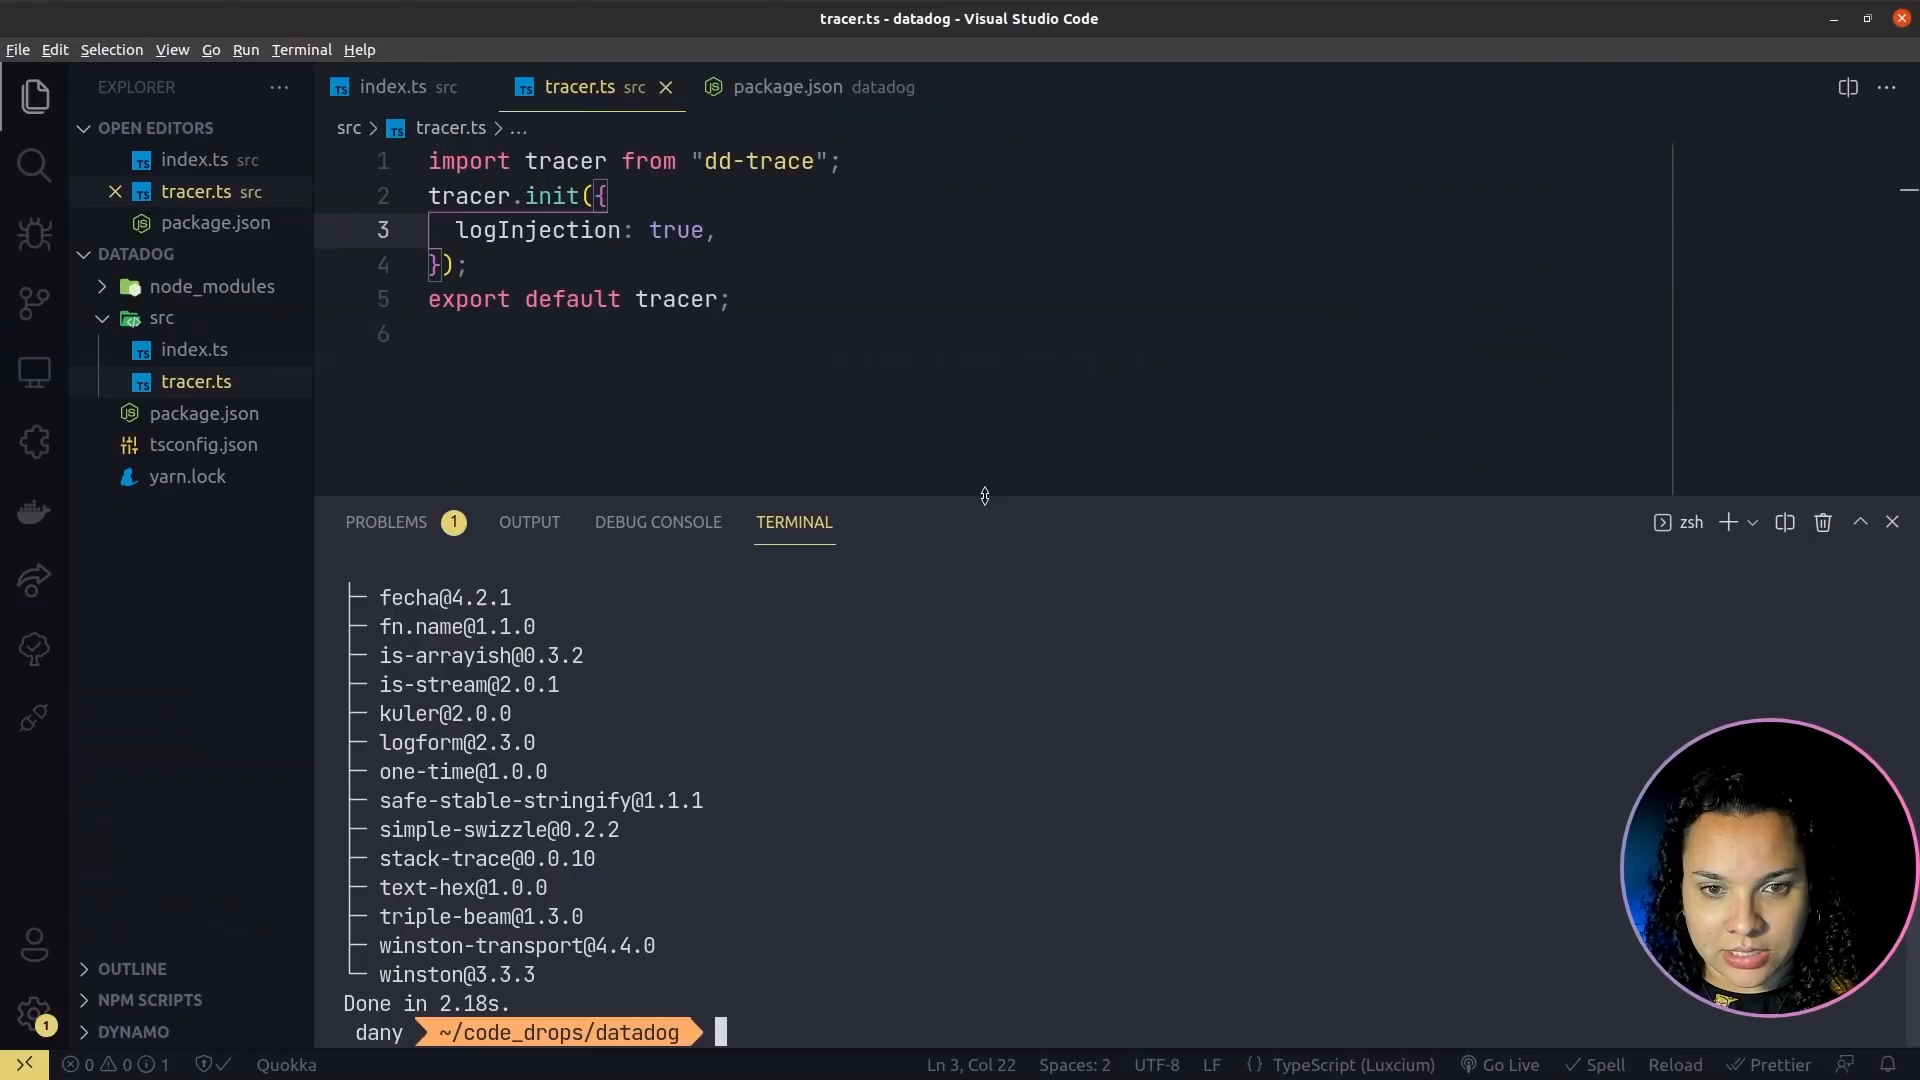 tracer.ts - datadog - Visual Studio Code
File Edit Selection View Go Run Terminal Help
EXPLORER
index.ts src
tracer.ts src
package.json datadog
OPEN EDITORS
index.ts src
tracer.ts src
package.json
DATADOG
node_modules
src
index.ts
tracer.ts
package.json
tsconfig.json
yarn.lock
OUTLINE
NPM SCRIPTS
DYNAMO
src > tracer.ts > ...
1 import tracer from "dd-trace";
2 tracer.init({
3 logInjection: true,
4 });
5 export default tracer;
6
PROBLEMS 1 OUTPUT DEBUG CONSOLE TERMINAL
zsh
├─ fecha@4.2.1
├─ fn.name@1.1.0
├─ is-arrayish@0.3.2
├─ is-stream@2.0.1
├─ kuler@2.0.0
├─ logform@2.3.0
├─ one-time@1.0.0
├─ safe-stable-stringify@1.1.1
├─ simple-swizzle@0.2.2
├─ stack-trace@0.0.10
├─ text-hex@1.0.0
├─ triple-beam@1.3.0
├─ winston-transport@4.4.0
└─ winston@3.3.3
Done in 2.18s.
dany ~/code_drops/datadog
1
0 0 1 Quokka Ln 3, Col 22 Spaces: 2 UTF-8 LF {} TypeScript (Luxcium) Go Live Spell Reload Prettier